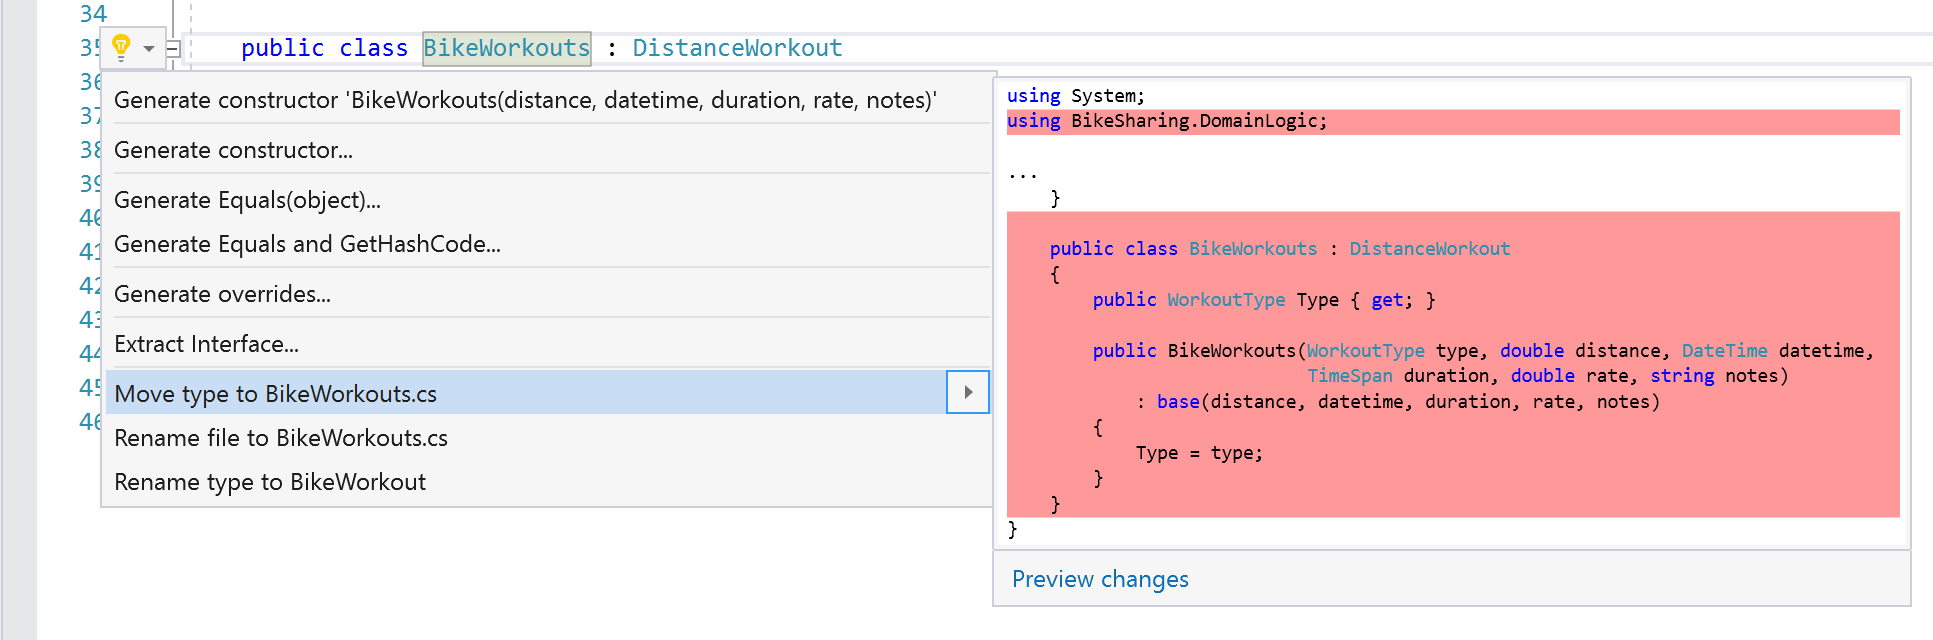 34
35 public class BikeWorkouts : DistanceWorkout
36
37
38
39
40
41
42
43
44
45
46
Generate constructor 'BikeWorkouts(distance, datetime, duration, rate, notes)'
Generate constructor...
Generate Equals(object)...
Generate Equals and GetHashCode...
Generate overrides...
Extract Interface...
Move type to BikeWorkouts.cs
Rename file to BikeWorkouts.cs
Rename type to BikeWorkout
using System;
using BikeSharing.DomainLogic;
...
}
public class BikeWorkouts : DistanceWorkout
{
public WorkoutType Type { get; }
public BikeWorkouts(WorkoutType type, double distance, DateTime datetime,
TimeSpan duration, double rate, string notes)
: base(distance, datetime, duration, rate, notes)
{
Type = type;
}
}
}
Preview changes